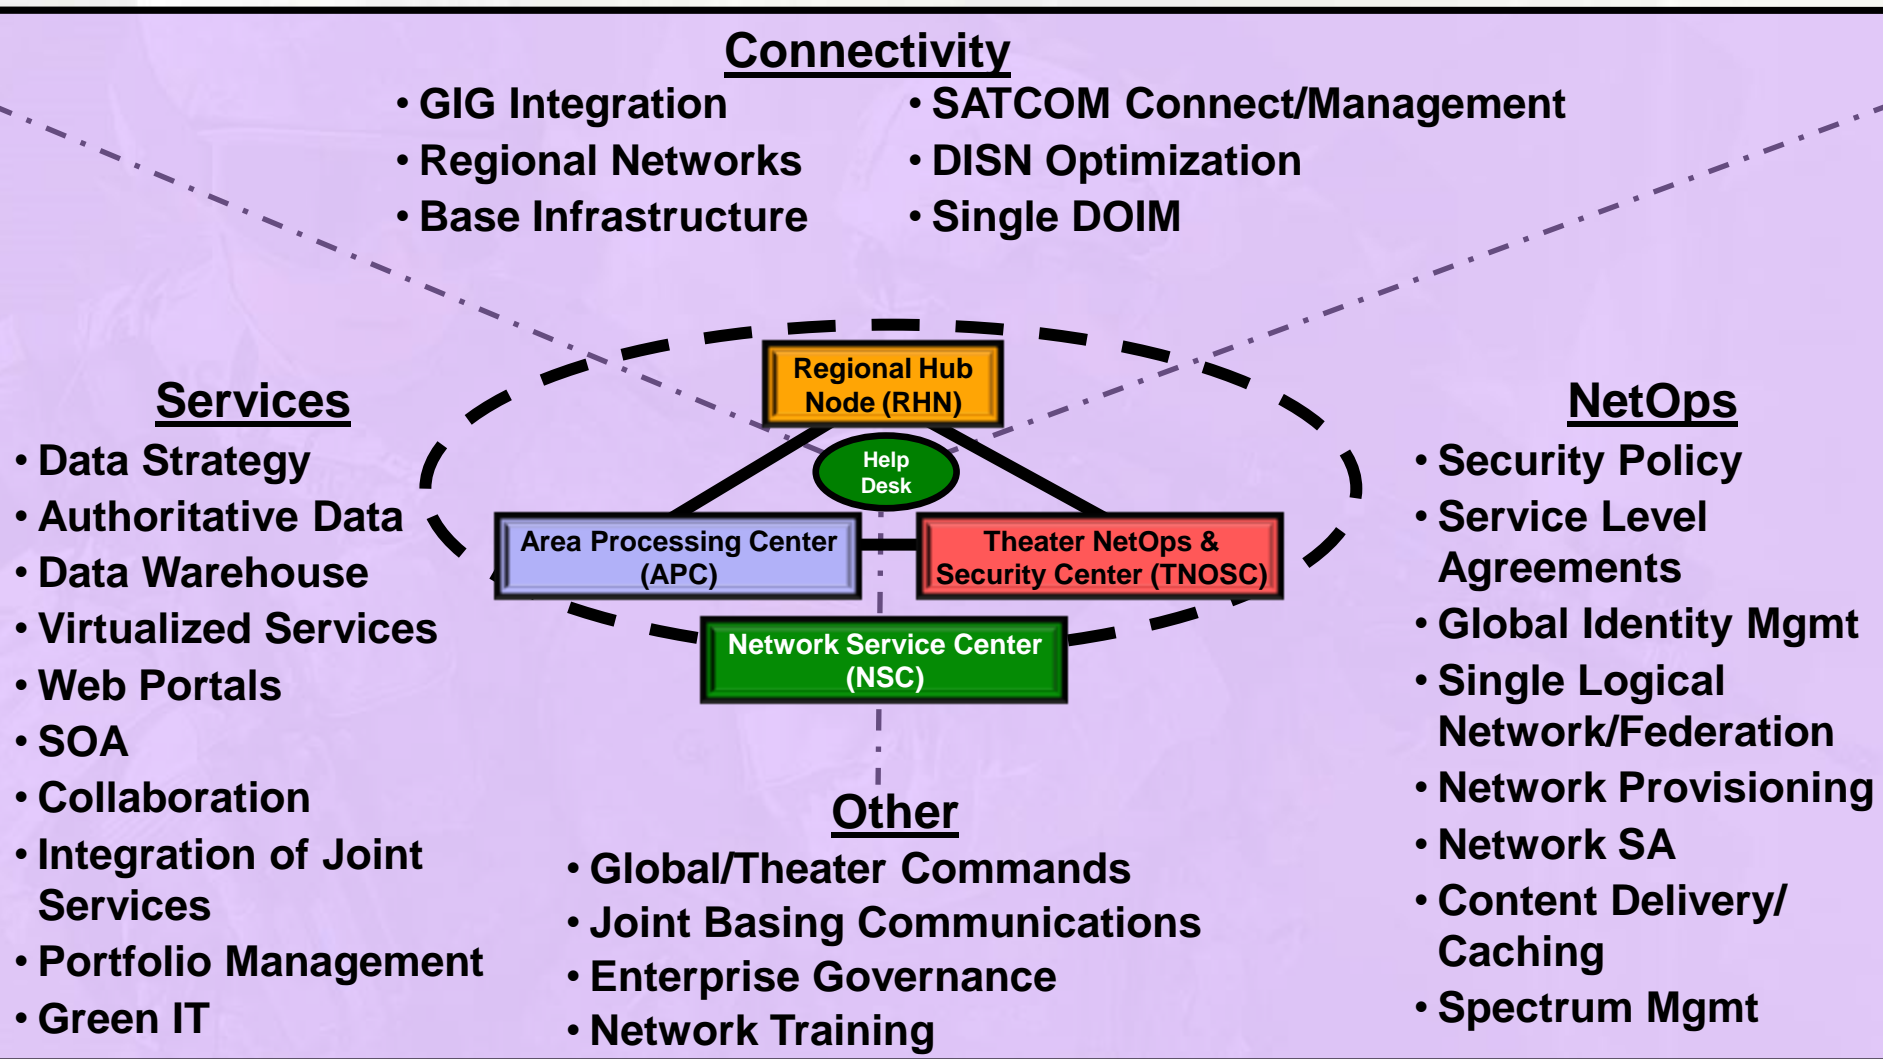 Connectivity
• GIG Integration
• Regional Networks
• Base Infrastructure
• SATCOM Connect/Management
• DISN Optimization
• Single DOIM
Services
• Data Strategy
• Authoritative Data
• Data Warehouse
• Virtualized Services
• Web Portals
• SOA
• Collaboration
• Integration of Joint
Services
• Portfolio Management
• Green IT
Regional Hub
Node (RHN)
Help
Desk
Area Processing Center
(APC)
Theater NetOps &
Security Center (TNOSC)
Network Service Center
(NSC)
Other
• Global/Theater Commands
• Joint Basing Communications
• Enterprise Governance
• Network Training
NetOps
• Security Policy
• Service Level
Agreements
• Global Identity Mgmt
• Single Logical
Network/Federation
• Network Provisioning
• Network SA
• Content Delivery/
Caching
• Spectrum Mgmt